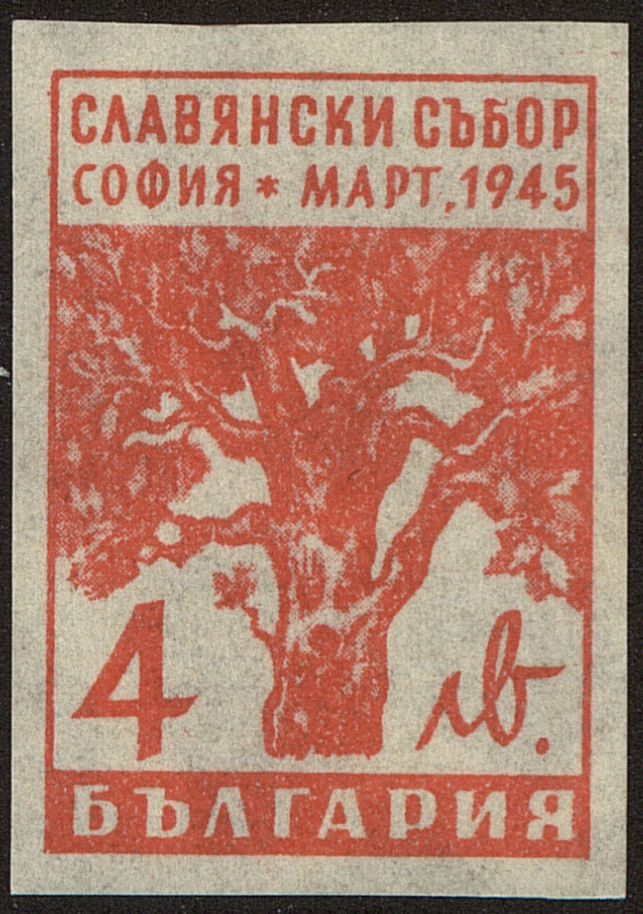 СЛАВЯНСКИ СЪБОР
СОФИЯ * МАРТ, 1945
4 лв.
БЪЛГАРИЯ